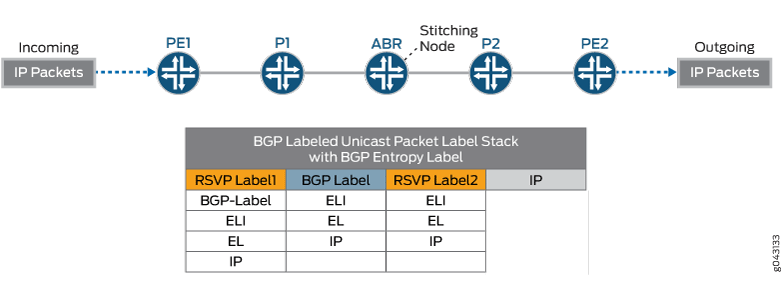 Incoming
IP Packets
PE1
P1
ABR
Stitching
Node
P2
PE2
Outgoing
IP Packets
BGP Labeled Unicast Packet Label Stack
with BGP Entropy Label
RSVP Label1 BGP Label RSVP Label2 IP
BGP-Label ELI ELI
ELI EL EL
EL IP IP
IP
g043133